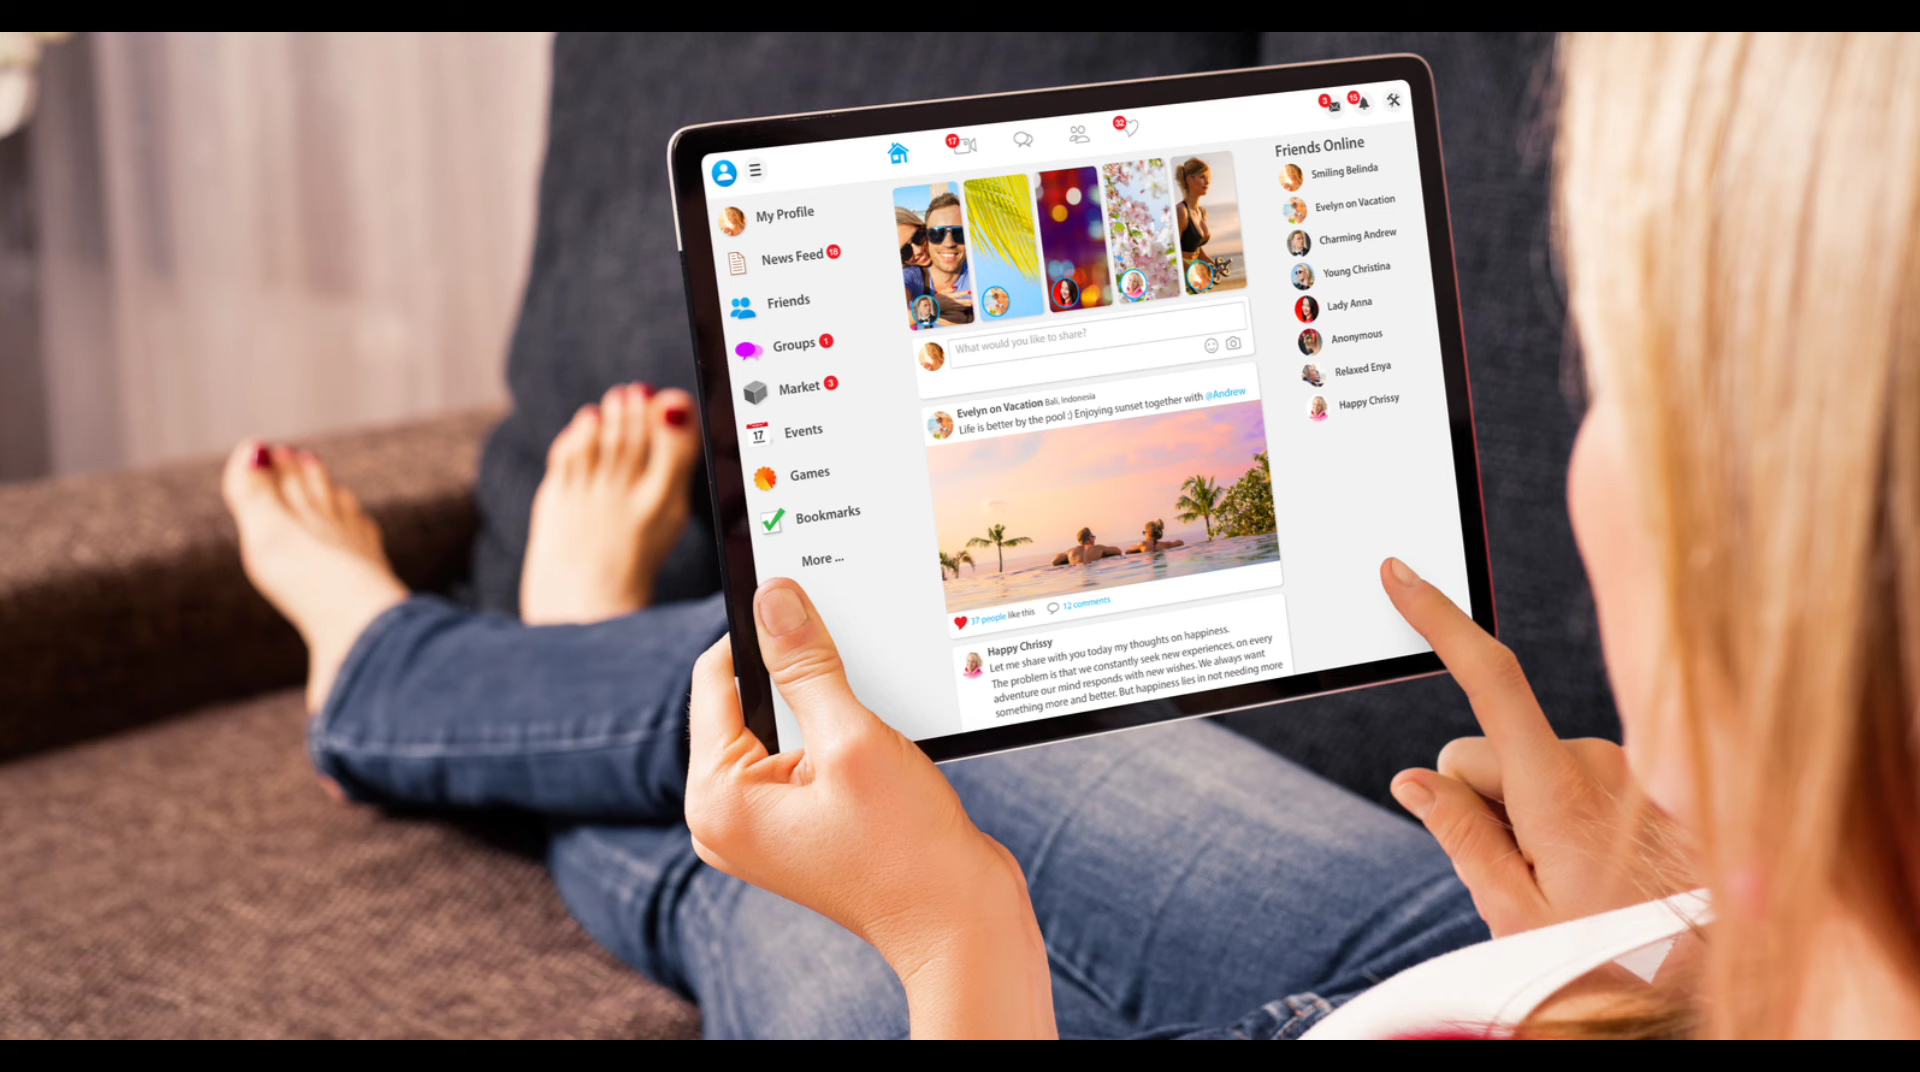 3
15
17
32
My Profile
News Feed 18
Friends
Groups 1
Market 3
17
Events
Games
Bookmarks
More ...
What would you like to share?
Evelyn on Vacation Bali, Indonesia
Life is better by the pool :) Enjoying sunset together with @Andrew
37 people like this 12 comments
Happy Chrissy
Let me share with you today my thoughts on happiness.
The problem is that we constantly seek new experiences, on every
adventure our mind responds with new wishes. We always want
something more and better. But happiness lies in not needing more
Friends Online
Smiling Belinda
Evelyn on Vacation
Charming Andrew
Young Christina
Lady Anna
Anonymous
Relaxed Enya
Happy Chrissy